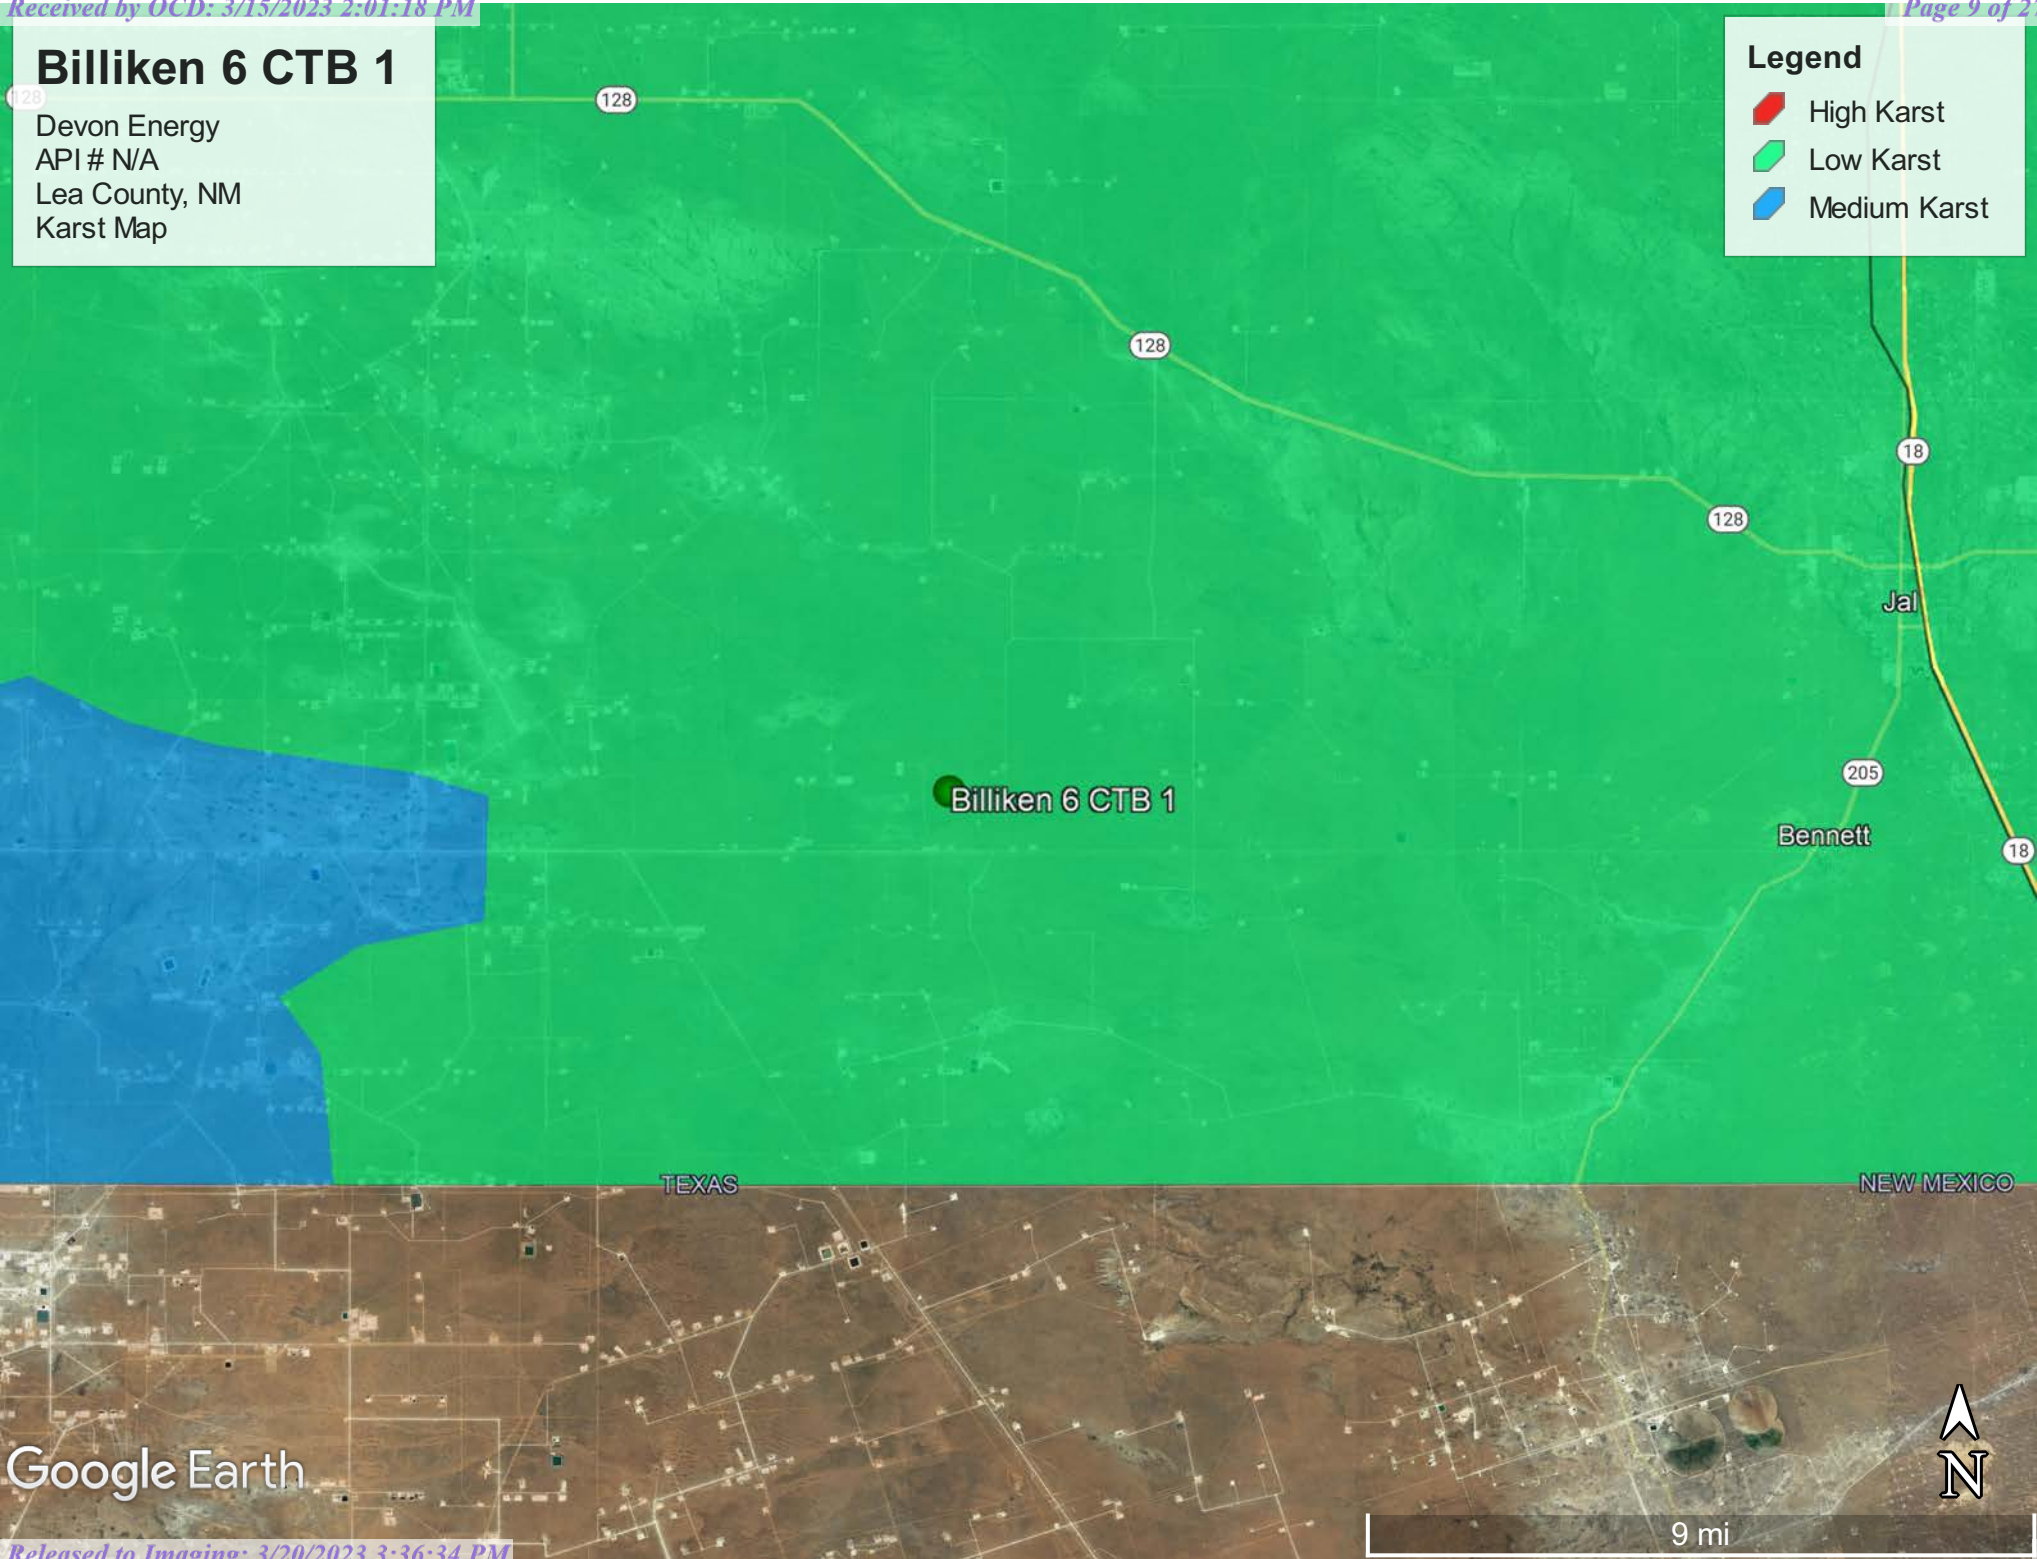 Received by OCD: 3/15/2023 2:01:18 PM
Page 9 of 2
Billiken 6 CTB 1
Devon Energy
API # N/A
Lea County, NM
Karst Map
Legend
High Karst
Low Karst
Medium Karst
128
128
128
18
128
Jal
205
Billiken 6 CTB 1
Bennett
18
TEXAS
NEW MEXICO
Google Earth
N
9 mi
Released to Imaging: 3/20/2023 3:36:34 PM